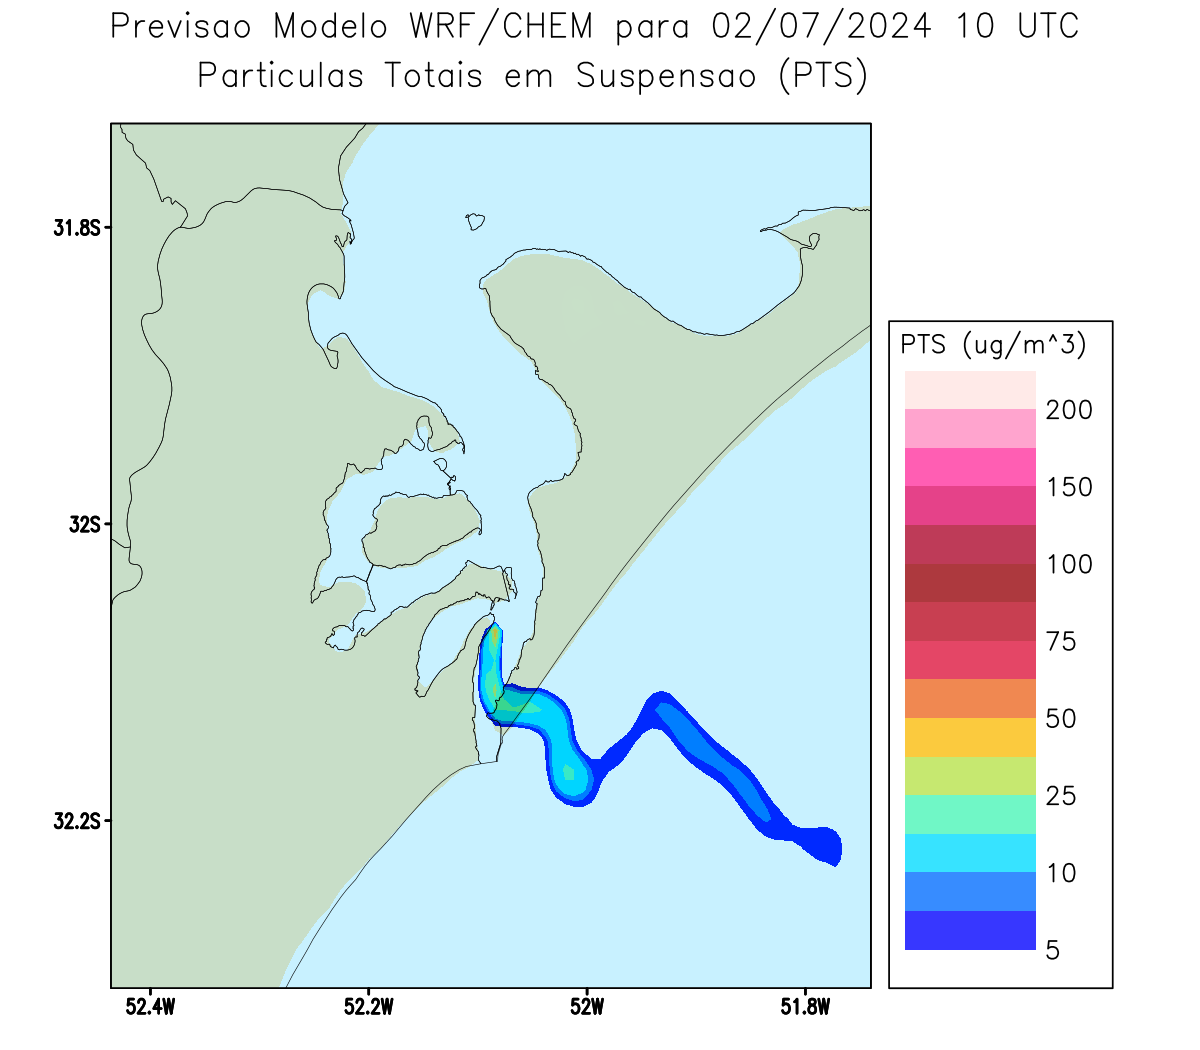 Previsao Modelo WRF/CHEM para 02/07/2024 10 UTC
Particulas Totais em Suspensao (PTS)
31.8S
32S
32.2S
52.4W
52.2W
52W
51.8W
PTS (ug/m^3)
200
150
100
75
50
25
10
5